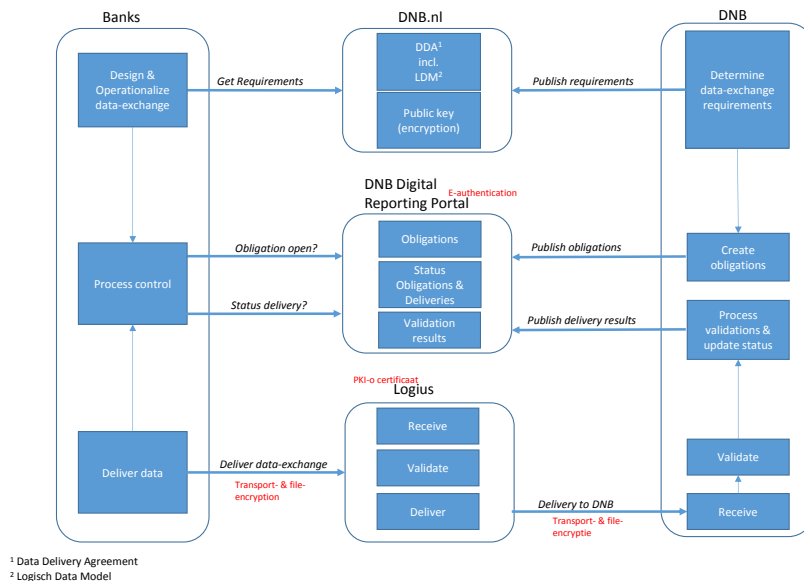 Banks
DNB.nl
DNB
Design &
Operationalize
data-exchange
Get Requirements
DDA¹
incl.
LDM²
Public key
(encryption)
Publish requirements
Determine
data-exchange
requirements
DNB Digital
Reporting Portal
E-authentication
Process control
Obligation open?
Status delivery?
Obligations
Status
Obligations &
Deliveries
Validation
results
Publish obligations
Create
obligations
Publish delivery results
Process
validations &
update status
PKI-o certificaat
Logius
Deliver data
Deliver data-exchange
Transport- & file-
encryption
Receive
Validate
Deliver
Delivery to DNB
Transport- & file-
encryptie
Validate
Receive
¹ Data Delivery Agreement
² Logisch Data Model